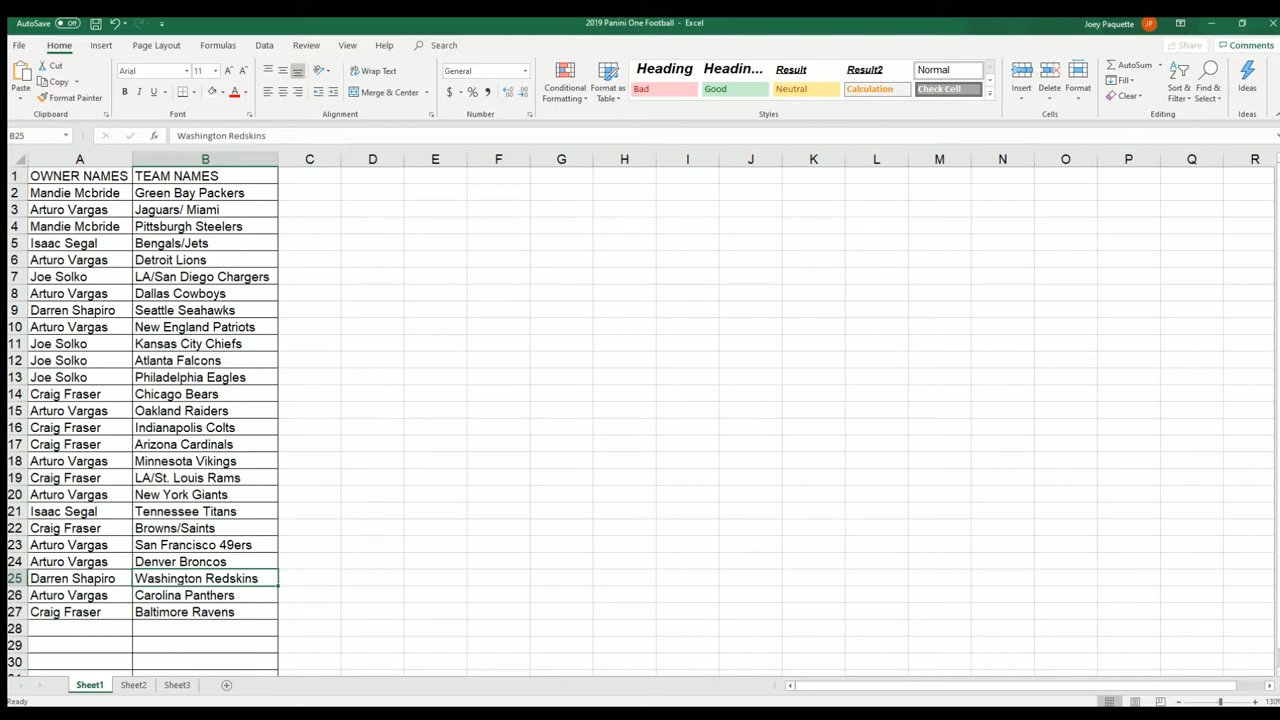 AutoSave Off 2019 Panini One Football - Excel Joey Paquette JP
File Home Insert Page Layout Formulas Data Review View Help Search Share Comments
Paste Cut Copy Format Painter Clipboard
Arial 11 A A B I U A Font
Wrap Text Merge & Center Alignment
General $ % , Number
Conditional Formatting Format as Table
Heading Headin... Result Result2 Normal
Bad Good Neutral Calculation Check Cell
Styles
Insert Delete Format Cells
AutoSum Fill Clear Sort & Filter Find & Select Editing
Ideas Ideas
B25 fx Washington Redskins
A B C D E F G H I J K L M N O P Q R
1 OWNER NAMES TEAM NAMES
2 Mandie Mcbride Green Bay Packers
3 Arturo Vargas Jaguars/ Miami
4 Mandie Mcbride Pittsburgh Steelers
5 Isaac Segal Bengals/Jets
6 Arturo Vargas Detroit Lions
7 Joe Solko LA/San Diego Chargers
8 Arturo Vargas Dallas Cowboys
9 Darren Shapiro Seattle Seahawks
10 Arturo Vargas New England Patriots
11 Joe Solko Kansas City Chiefs
12 Joe Solko Atlanta Falcons
13 Joe Solko Philadelphia Eagles
14 Craig Fraser Chicago Bears
15 Arturo Vargas Oakland Raiders
16 Craig Fraser Indianapolis Colts
17 Craig Fraser Arizona Cardinals
18 Arturo Vargas Minnesota Vikings
19 Craig Fraser LA/St. Louis Rams
20 Arturo Vargas New York Giants
21 Isaac Segal Tennessee Titans
22 Craig Fraser Browns/Saints
23 Arturo Vargas San Francisco 49ers
24 Arturo Vargas Denver Broncos
25 Darren Shapiro Washington Redskins
26 Arturo Vargas Carolina Panthers
27 Craig Fraser Baltimore Ravens
28
29
30
Sheet1 Sheet2 Sheet3
Ready